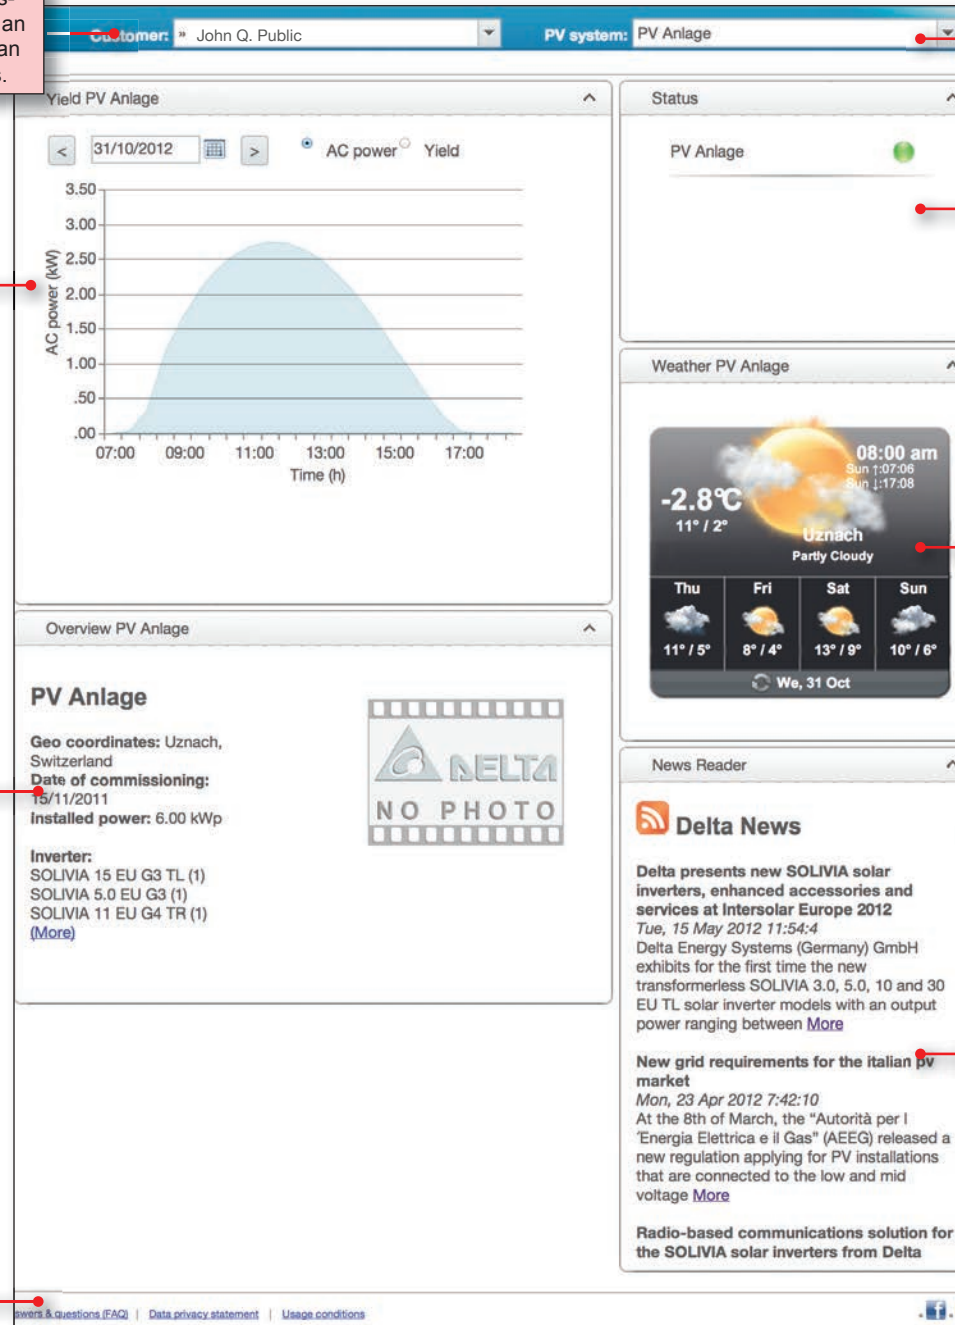 an
an
Customer: » John Q. Public
PV system: PV Anlage
Yield PV Anlage
< 31/10/2012 > AC power Yield
3.50
3.00
2.50
2.00
1.50
1.00
.50
.00
AC power (kW)
07:00 09:00 11:00 13:00 15:00 17:00
Time (h)
Overview PV Anlage
PV Anlage
Geo coordinates: Uznach,
Switzerland
Date of commissioning:
15/11/2011
Installed power: 6.00 kWp
Inverter:
SOLIVIA 15 EU G3 TL (1)
SOLIVIA 5.0 EU G3 (1)
SOLIVIA 11 EU G4 TR (1)
(More)
DELTA
NO PHOTO
Status
PV Anlage
Weather PV Anlage
08:00 am
Sun ↑:07:06
Sun ↓:17:08
-2.8°C
11° / 2°
Uznach
Partly Cloudy
Thu Fri Sat Sun
11° / 5° 8° / 4° 13° / 9° 10° / 6°
We, 31 Oct
News Reader
Delta News
Delta presents new SOLIVIA solar
inverters, enhanced accessories and
services at Intersolar Europe 2012
Tue, 15 May 2012 11:54:4
Delta Energy Systems (Germany) GmbH
exhibits for the first time the new
transformerless SOLIVIA 3.0, 5.0, 10 and 30
EU TL solar inverter models with an output
power ranging between More
New grid requirements for the italian pv
market
Mon, 23 Apr 2012 7:42:10
At the 8th of March, the "Autorità per l
´Energia Elettrica e il Gas" (AEEG) released a
new regulation applying for PV installations
that are connected to the low and mid
voltage More
Radio-based communications solution for
the SOLIVIA solar inverters from Delta
swers & questions (FAQ) | Data privacy statement | Usage conditions
f